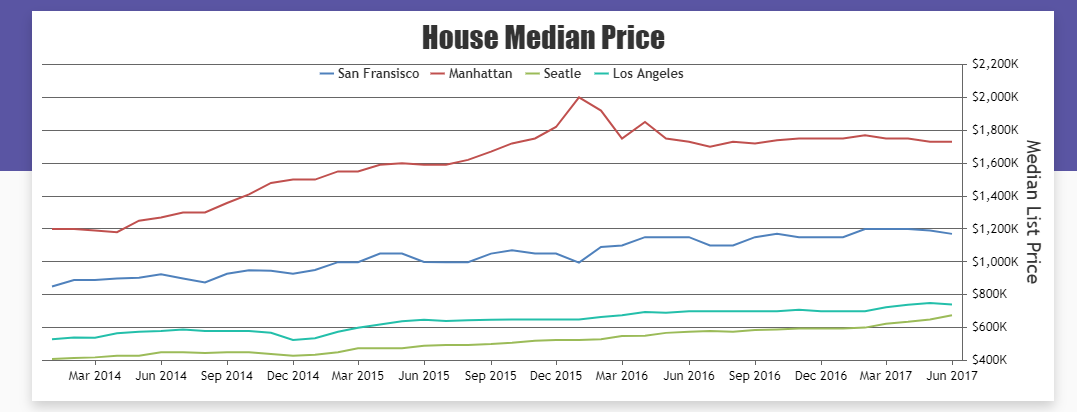 House Median Price
San Fransisco Manhattan Seatle Los Angeles
$2,200K
$2,000K
$1,800K
$1,600K
$1,400K
$1,200K
$1,000K
$800K
$600K
$400K
Median List Price
Mar 2014 Jun 2014 Sep 2014 Dec 2014 Mar 2015 Jun 2015 Sep 2015 Dec 2015 Mar 2016 Jun 2016 Sep 2016 Dec 2016 Mar 2017 Jun 2017